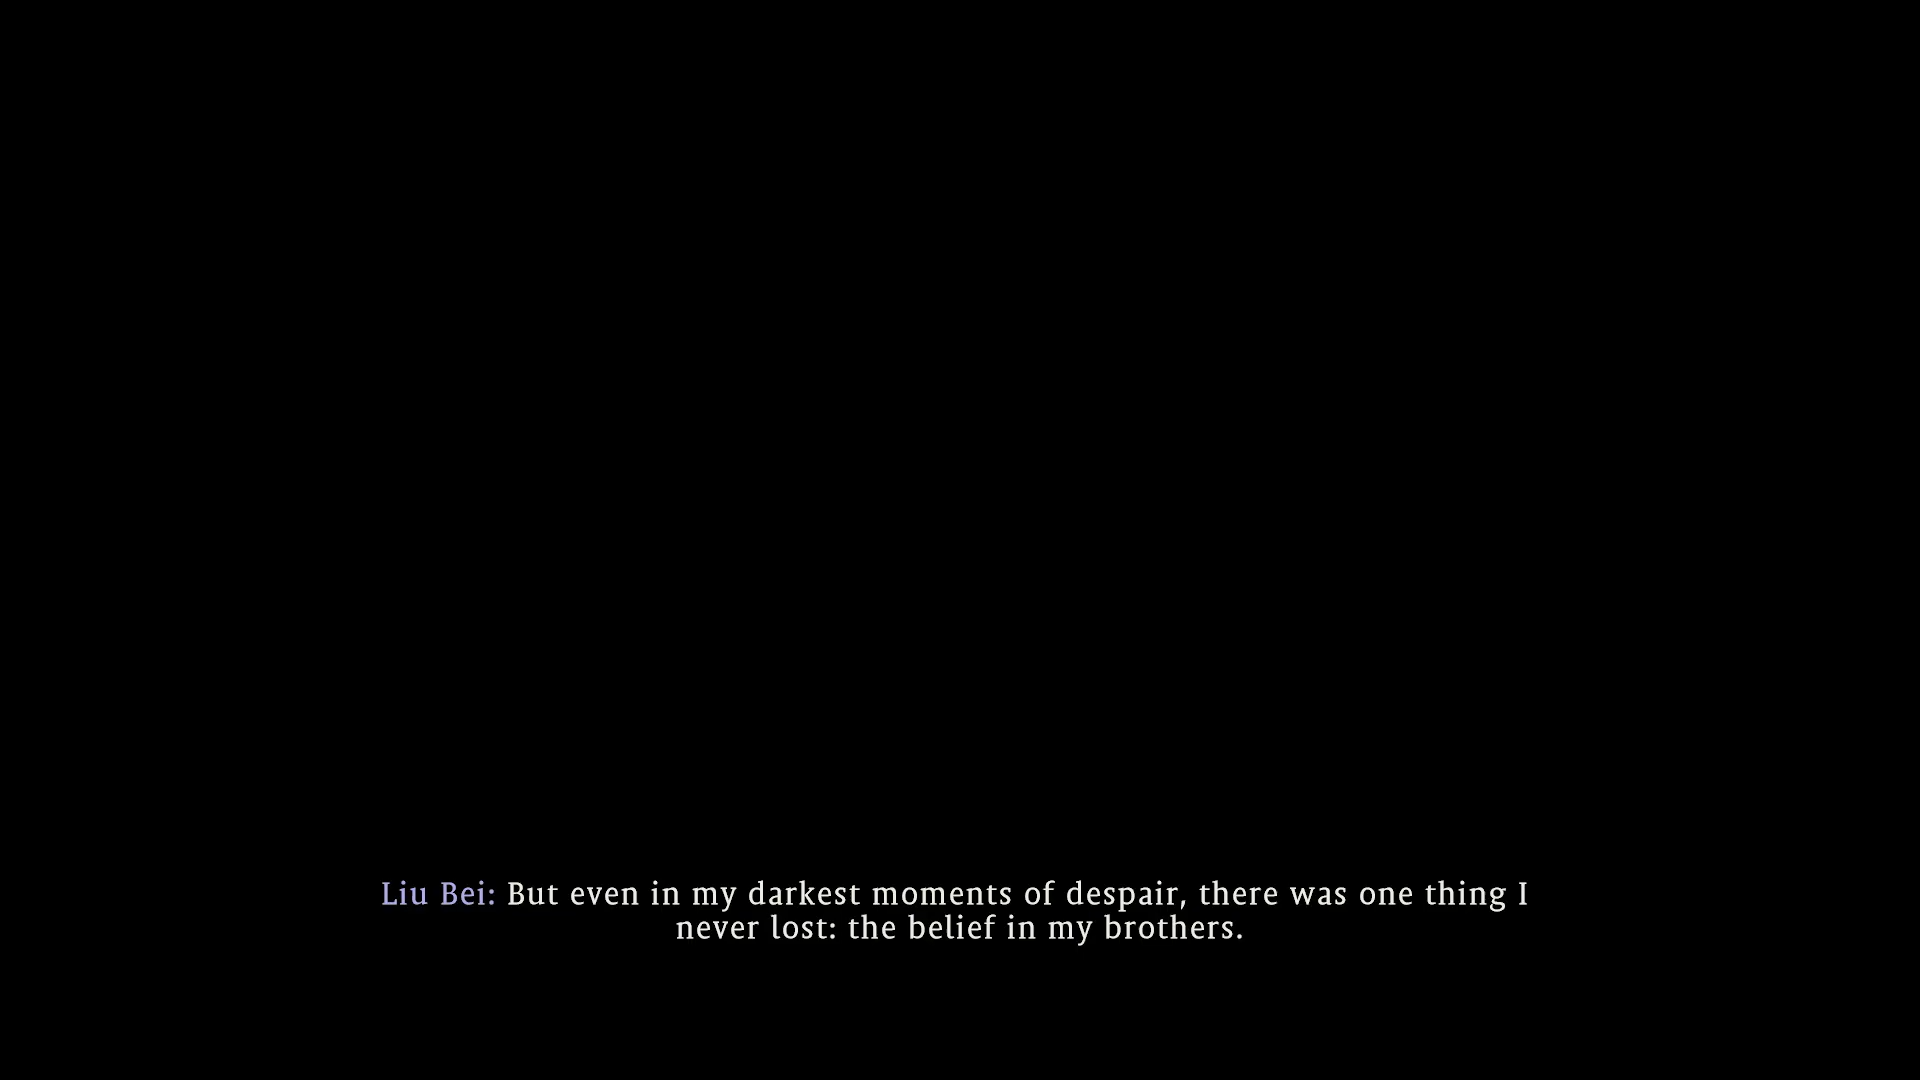 Liu Bei: But even in my darkest moments of despair, there was one thing I
never lost: the belief in my brothers.